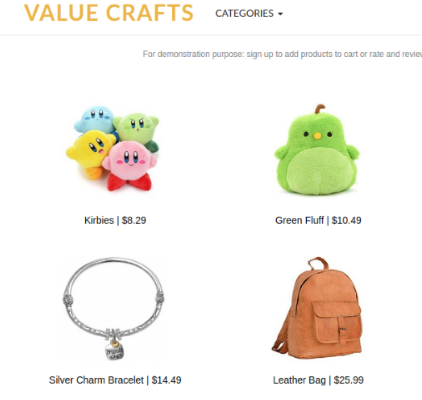 VALUE CRAFTS CATEGORIES
For demonstration purpose: sign up to add products to cart or rate and review
Kirbies | $8.29
Green Fluff | $10.49
Silver Charm Bracelet | $14.49
Leather Bag | $25.99